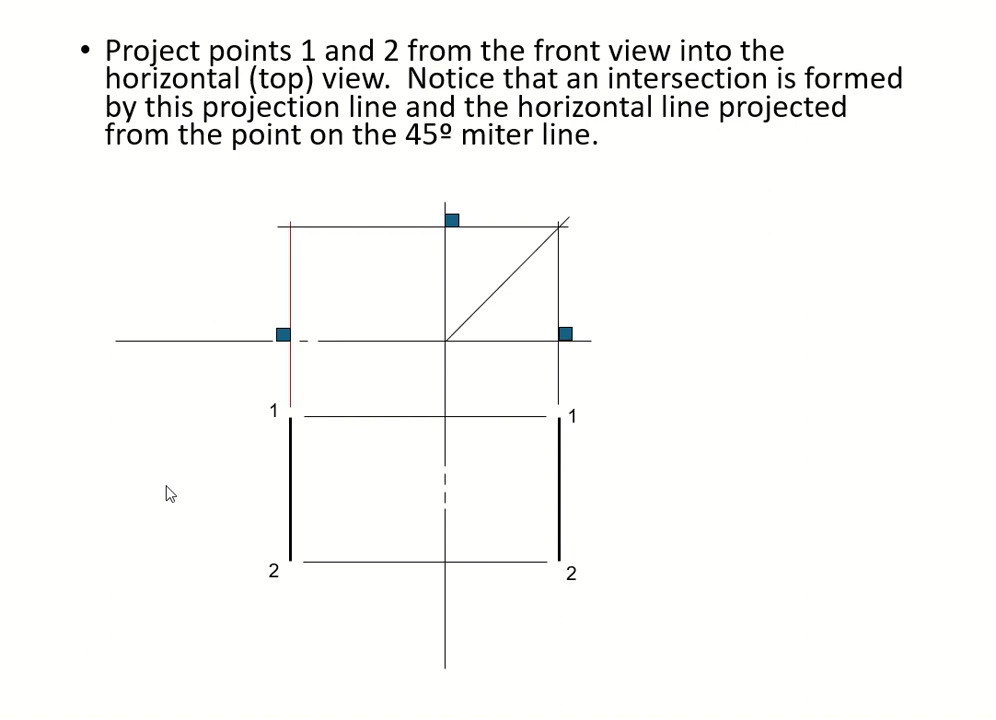 • Project points 1 and 2 from the front view into the
horizontal (top) view.  Notice that an intersection is formed
by this projection line and the horizontal line projected
from the point on the 45º miter line.
1
1
2
2